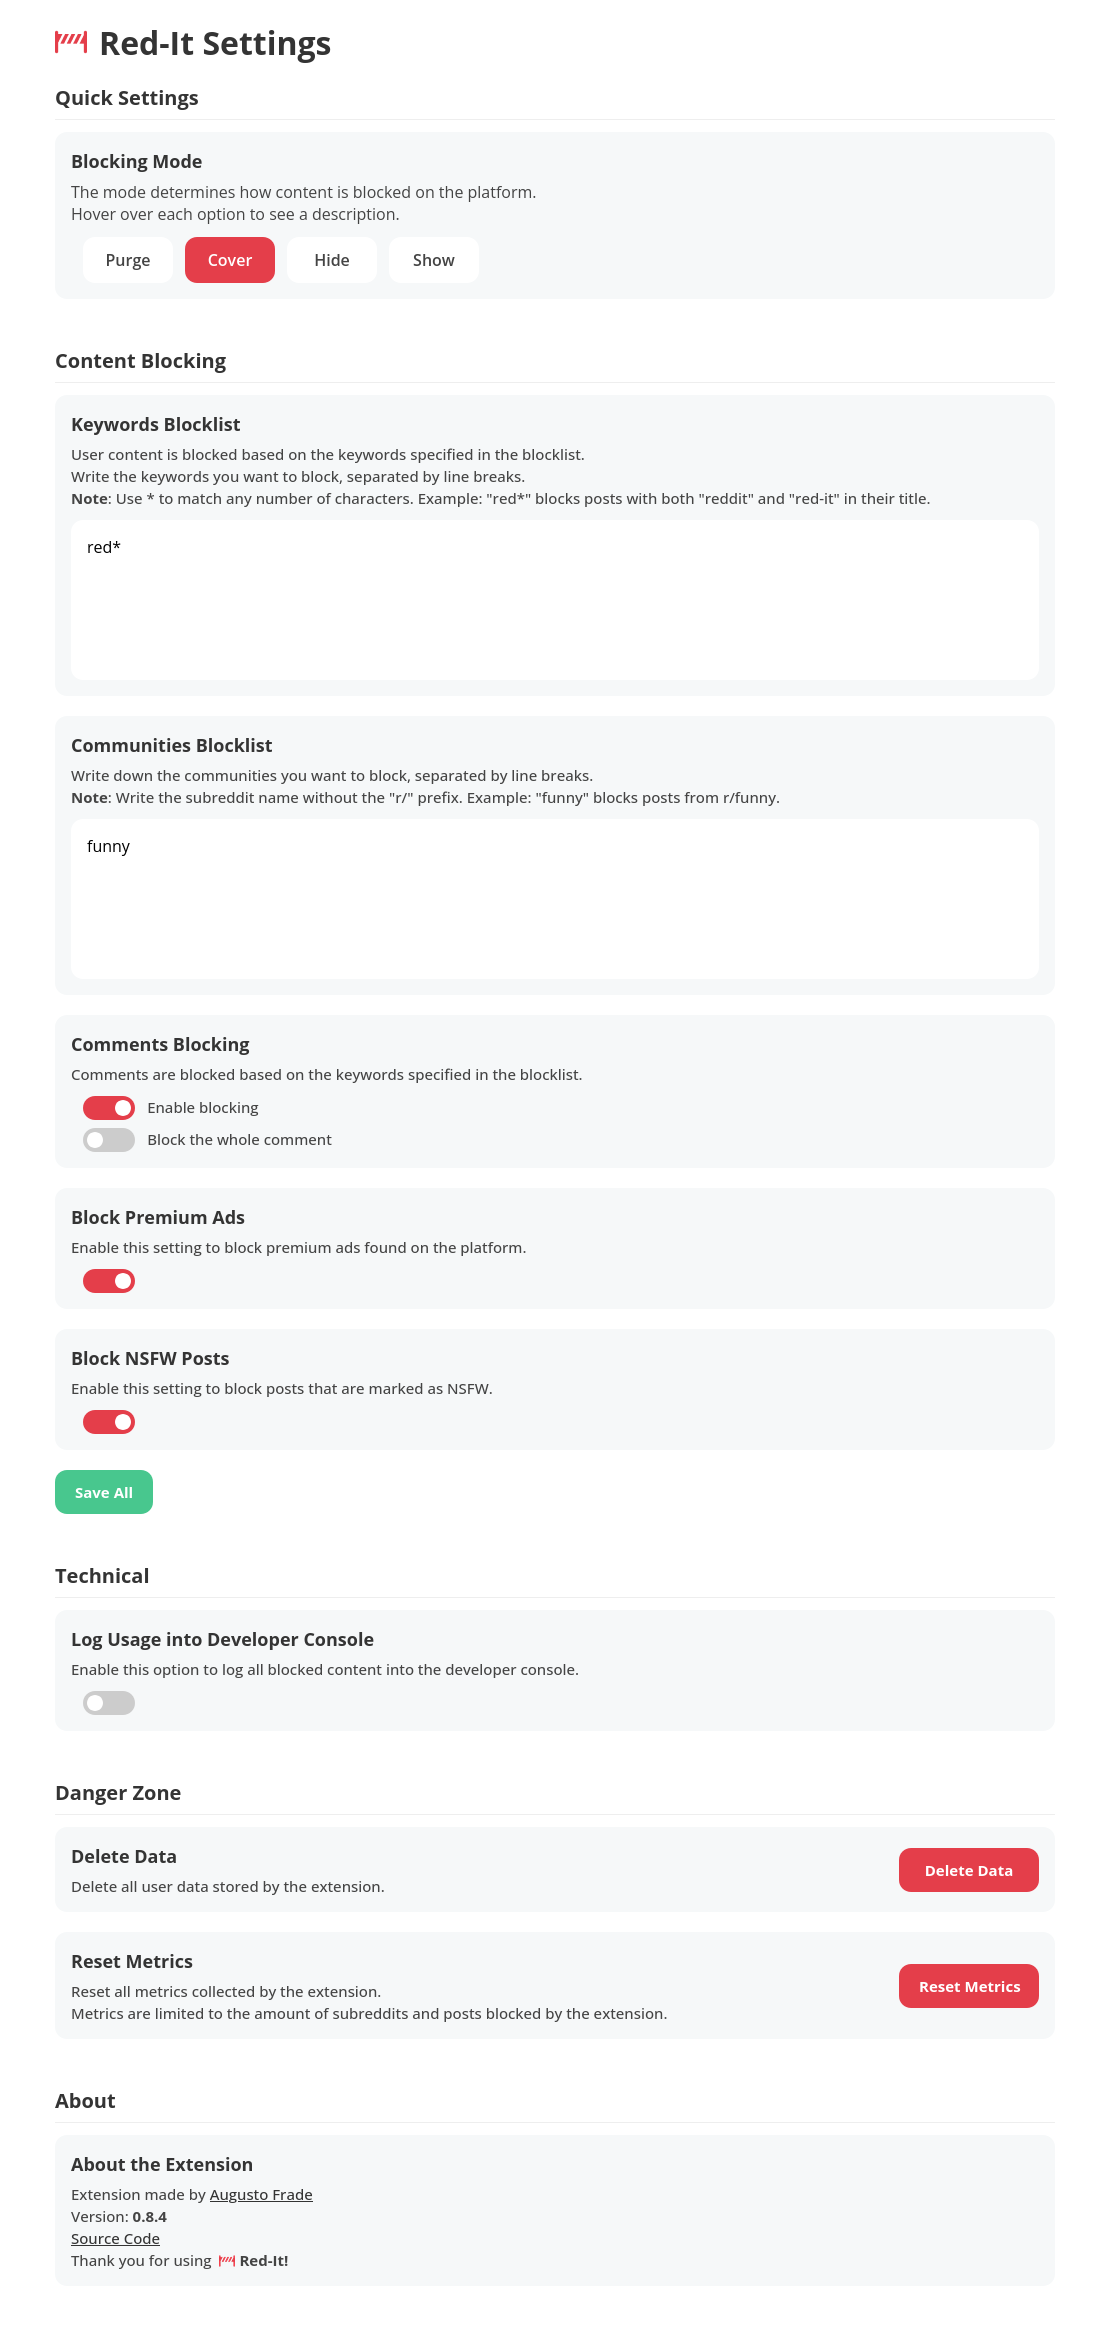 Red-It Settings
Quick Settings
Blocking Mode
The mode determines how content is blocked on the platform.
Hover over each option to see a description.
Purge Cover Hide Show
Content Blocking
Keywords Blocklist
User content is blocked based on the keywords specified in the blocklist.
Write the keywords you want to block, separated by line breaks.
Note: Use * to match any number of characters. Example: "red*" blocks posts with both "reddit" and "red-it" in their title.
red*
Communities Blocklist
Write down the communities you want to block, separated by line breaks.
Note: Write the subreddit name without the "r/" prefix. Example: "funny" blocks posts from r/funny.
funny
Comments Blocking
Comments are blocked based on the keywords specified in the blocklist.
Enable blocking
Block the whole comment
Block Premium Ads
Enable this setting to block premium ads found on the platform.
Block NSFW Posts
Enable this setting to block posts that are marked as NSFW.
Save All
Technical
Log Usage into Developer Console
Enable this option to log all blocked content into the developer console.
Danger Zone
Delete Data
Delete all user data stored by the extension.
Delete Data
Reset Metrics
Reset all metrics collected by the extension.
Metrics are limited to the amount of subreddits and posts blocked by the extension.
Reset Metrics
About
About the Extension
Extension made by Augusto Frade
Version: 0.8.4
Source Code
Thank you for using Red-It!